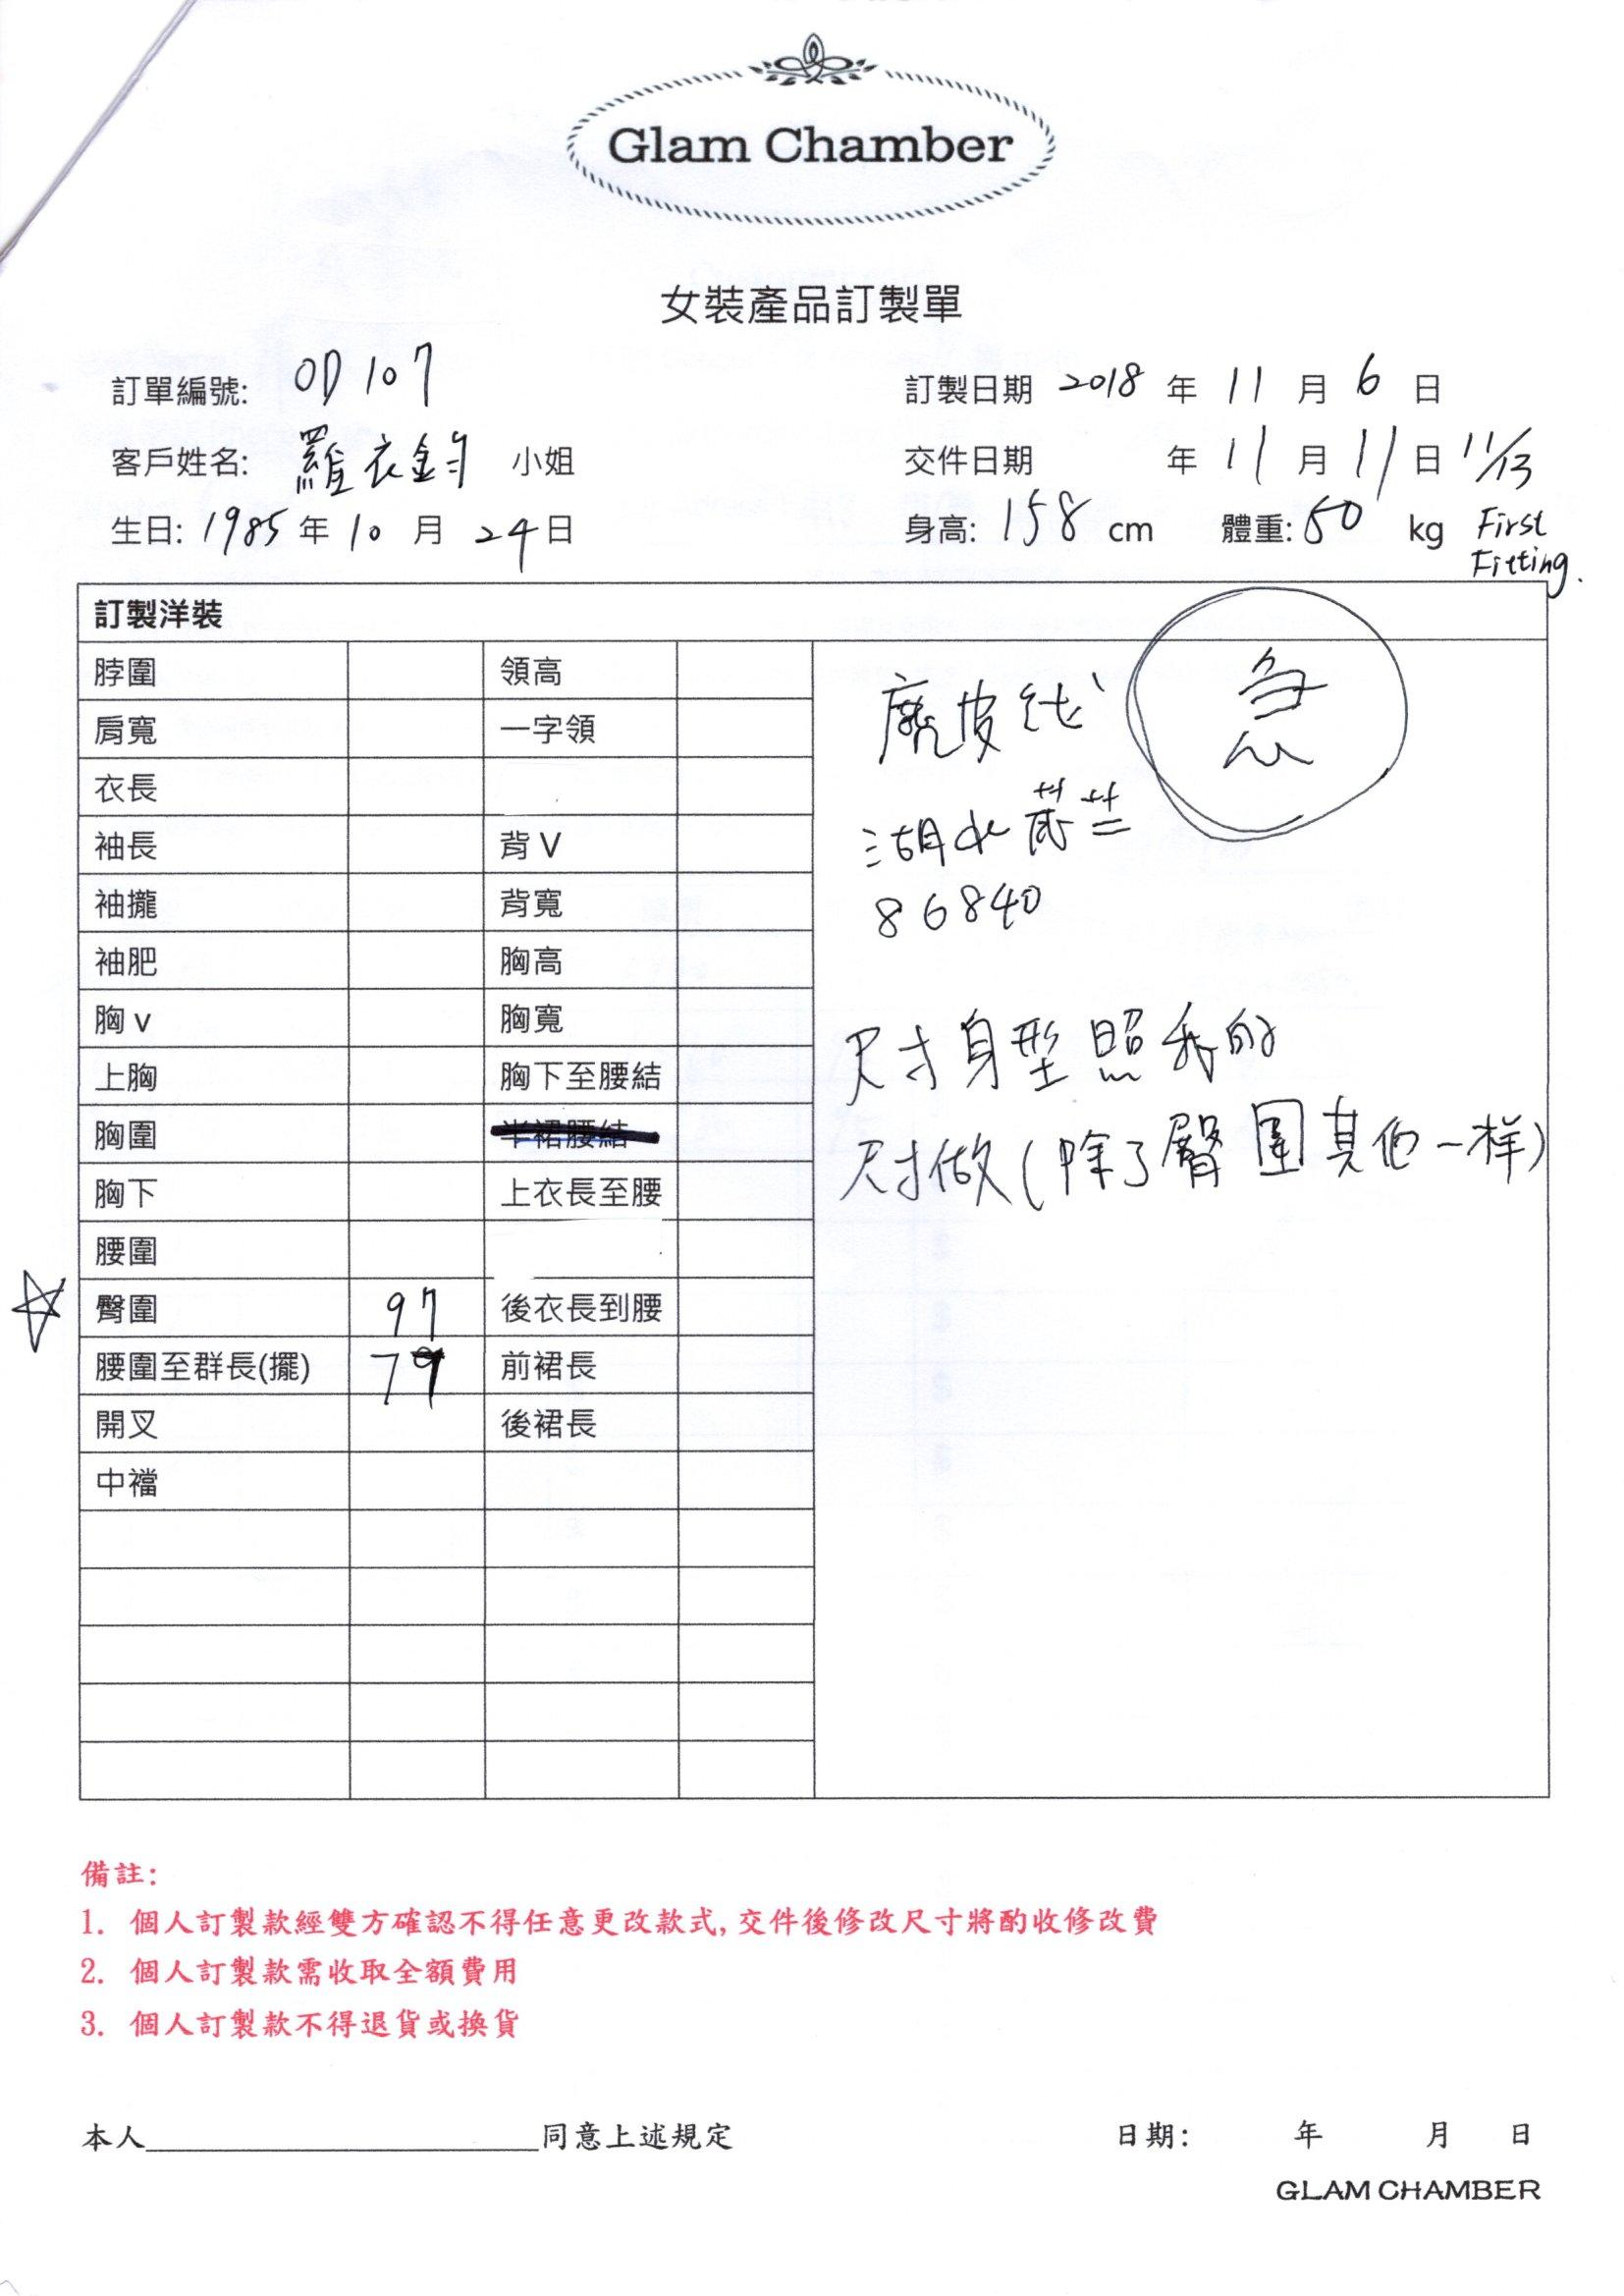 Glam Chamber
女裝產品訂製單
訂單編號: OD107
訂製日期 2018 年 11 月 6 日
客戶姓名: 羅衣鈞 小姐
交件日期 年 11 月 11 日 11/13
生日: 1985 年 10 月 24 日
身高: 158 cm 體重: 50 kg First
Fitting.
訂製洋裝
脖圍 領高
肩寬 一字領
衣長
袖長 背 V
袖攏 背寬
袖肥 胸高
胸 v 胸寬
上胸 胸下至腰結
胸圍 半裙腰結
胸下 上衣長至腰
腰圍
臀圍 97 後衣長到腰
腰圍至群長(擺) 79 前裙長
開叉 後裙長
中襠
急
皮絨
湖水
86840
尺寸身型照我的
尺寸做(除了臀圍其他一样)
備註:
1. 個人訂製款經雙方確認不得任意更改款式,交件後修改尺寸將酌收修改費
2. 個人訂製款需收取全額費用
3. 個人訂製款不得退貨或換貨
本人____________________同意上述規定
日期: 年 月 日
GLAM CHAMBER